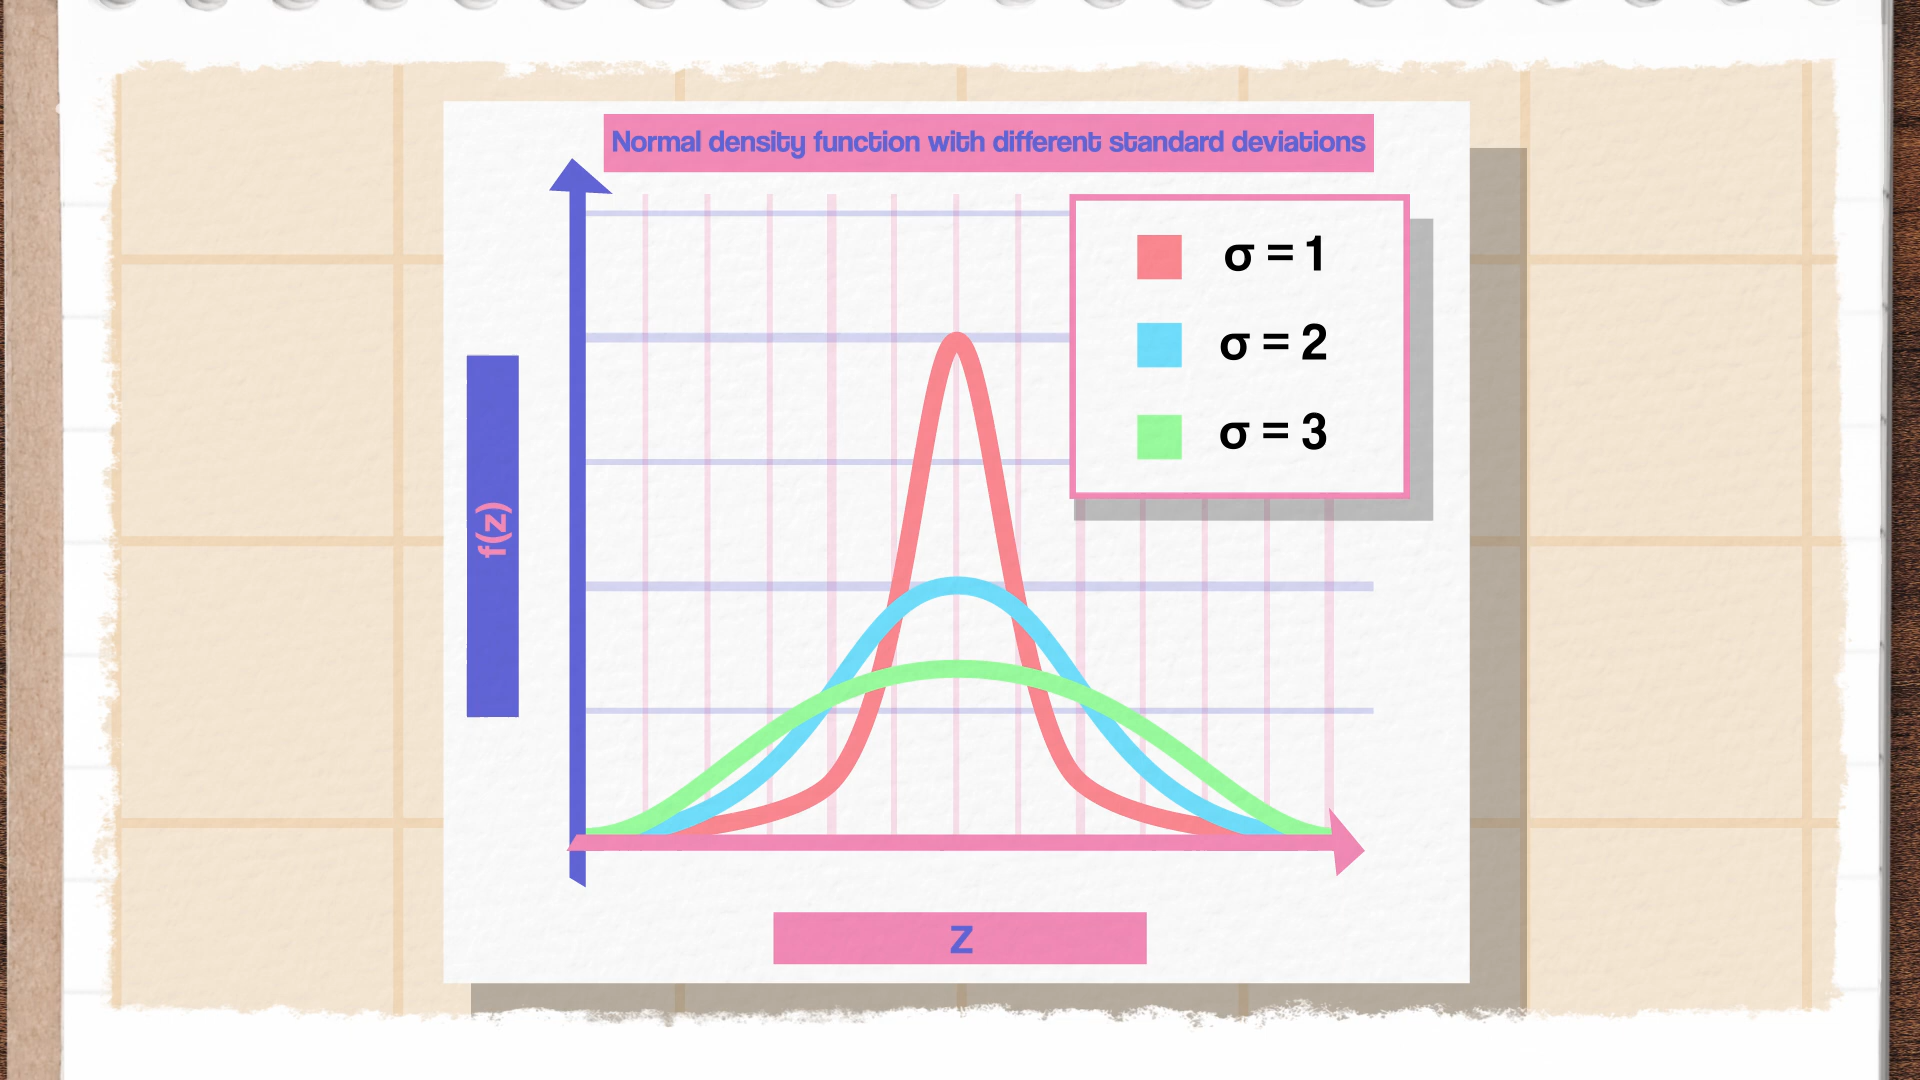 Normal density function with different standard deviations
σ = 1
σ = 2
σ = 3
f(z)
Z